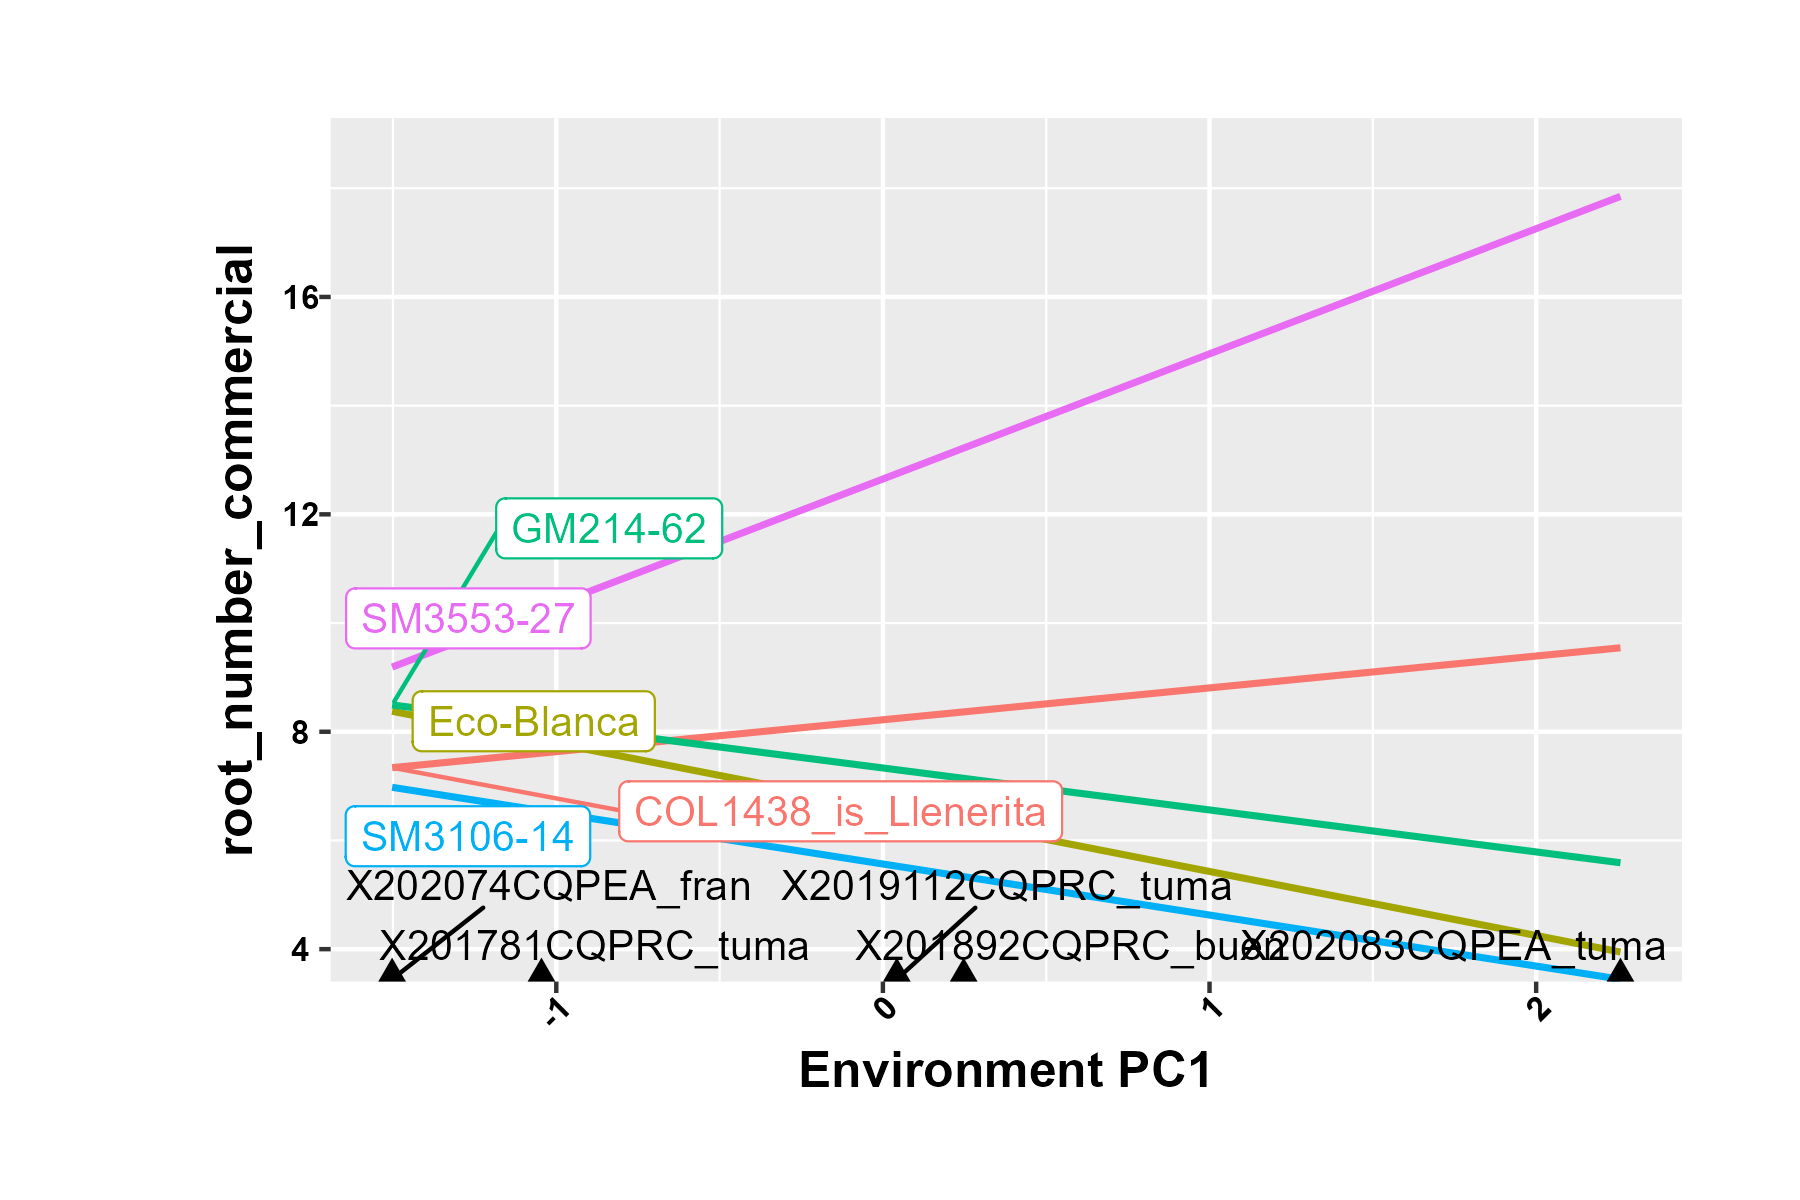 root_number_commercial
16
12
8
4
GM214-62
SM3553-27
Eco-Blanca
COL1438_is_Llenerita
SM3106-14
X202074CQPEA_fran
X2019112CQPRC_tuma
X201781CQPRC_tuma
X201892CQPRC_buen
X202083CQPEA_tuma
-1
0
1
2
Environment PC1